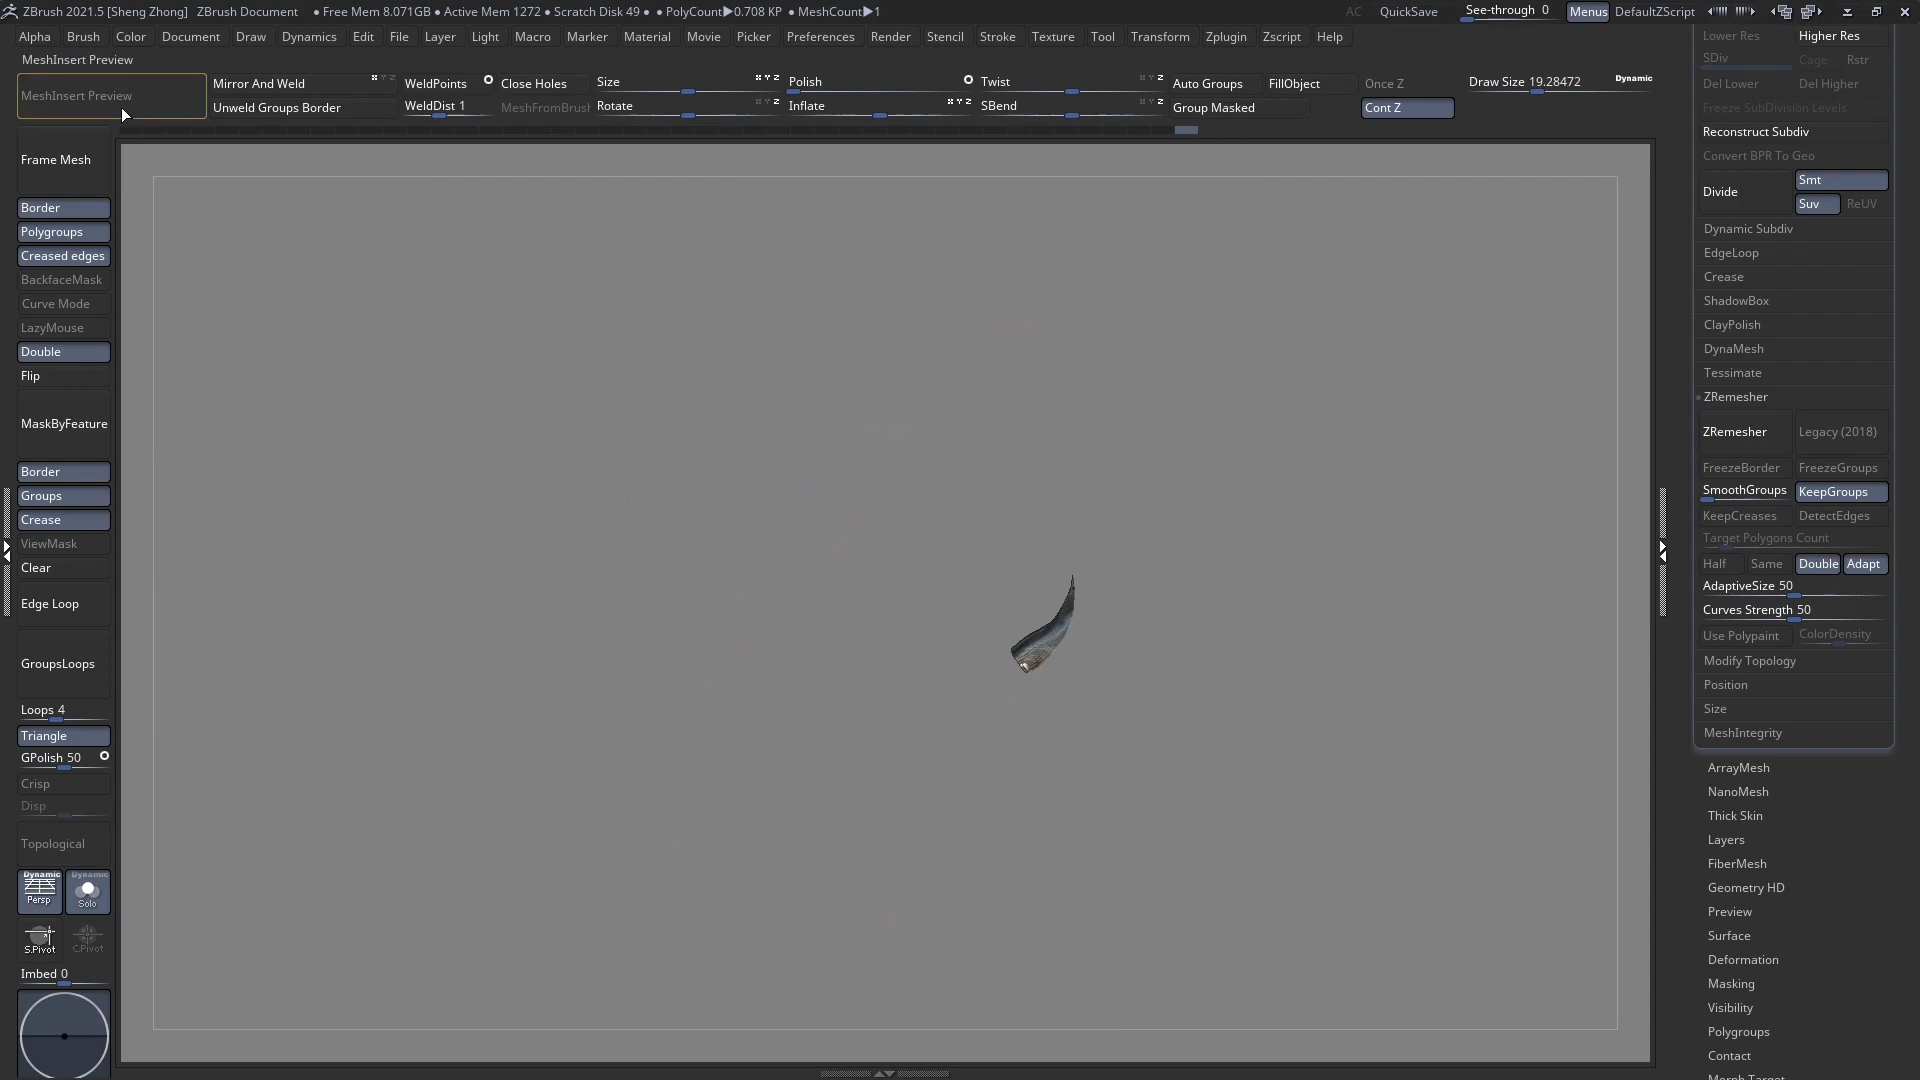 ZBrush 2021.5 [Sheng Zhong] ZBrush Document • Free Mem 8.071GB • Active Mem 1272 • Scratch Disk 49 • • PolyCount▶0.708 KP • MeshCount▶1 AC QuickSave See-through 0 Menus DefaultZScript
Alpha Brush Color Document Draw Dynamics Edit File Layer Light Macro Marker Material Movie Picker Preferences Render Stencil Stroke Texture Tool Transform Zplugin Zscript Help
MeshInsert Preview
MeshInsert Preview
Mirror And Weld
Unweld Groups Border
WeldPoints
WeldDist 1
Close Holes
MeshFromBrus
Size
Rotate
Polish
Inflate
Twist
SBend
Auto Groups
Group Masked
FillObject
Once Z
Cont Z
Draw Size 19.28472
Dynamic
Frame Mesh
Border
Polygroups
Creased edges
BackfaceMask
Curve Mode
LazyMouse
Double
Flip
MaskByFeature
Border
Groups
Crease
ViewMask
Clear
Edge Loop
GroupsLoops
Loops 4
Triangle
GPolish 50
Crisp
Disp
Topological
Dynamic
Persp
Dynamic
Solo
S.Pivot
C.Pivot
Imbed 0
Lower Res Higher Res
SDiv Cage Rstr
Del Lower Del Higher
Freeze SubDivision Levels
Reconstruct Subdiv
Convert BPR To Geo
Divide
Smt
Suv ReUV
Dynamic Subdiv
EdgeLoop
Crease
ShadowBox
ClayPolish
DynaMesh
Tessimate
ZRemesher
ZRemesher Legacy (2018)
FreezeBorder FreezeGroups
SmoothGroups KeepGroups
KeepCreases DetectEdges
Target Polygons Count
Half Same Double Adapt
AdaptiveSize 50
Curves Strength 50
Use Polypaint ColorDensity
Modify Topology
Position
Size
MeshIntegrity
ArrayMesh
NanoMesh
Thick Skin
Layers
FiberMesh
Geometry HD
Preview
Surface
Deformation
Masking
Visibility
Polygroups
Contact
Morph Target